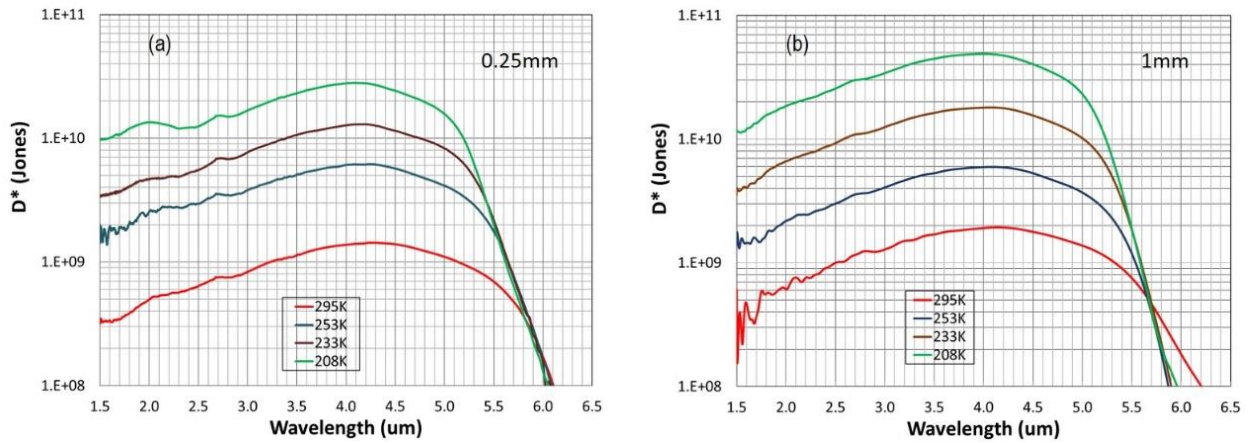 (a)
0.25mm
1.E+11
1.E+10
1.E+09
1.E+08
D* (Jones)
295K
253K
233K
208K
1.5 2.0 2.5 3.0 3.5 4.0 4.5 5.0 5.5 6.0 6.5
Wavelength (um)
(b)
1mm
1.E+11
1.E+10
1.E+09
1.E+08
D* (Jones)
295K
253K
233K
208K
1.5 2.0 2.5 3.0 3.5 4.0 4.5 5.0 5.5 6.0 6.5
Wavelength (um)